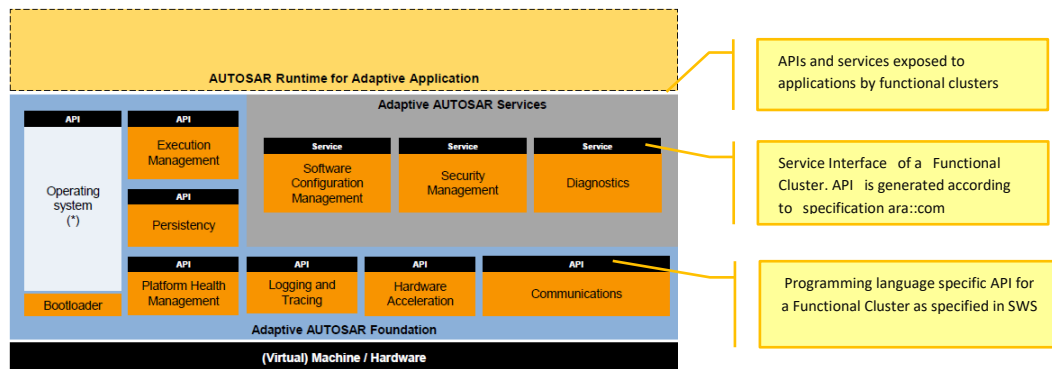 AUTOSAR Runtime for Adaptive Application
Adaptive AUTOSAR Services
API
Operating
system
(*)
Bootloader
API
Execution
Management
API
Persistency
Service
Software
Configuration
Management
Service
Security
Management
Service
Diagnostics
API
Platform Health
Management
API
Logging and
Tracing
API
Hardware
Acceleration
API
Communications
Adaptive AUTOSAR Foundation
(Virtual) Machine / Hardware
APIs and services exposed to
applications by functional clusters
Service Interface of a Functional
Cluster. API is generated according
to specification ara::com
Programming language specific API for
a Functional Cluster as specified in SWS